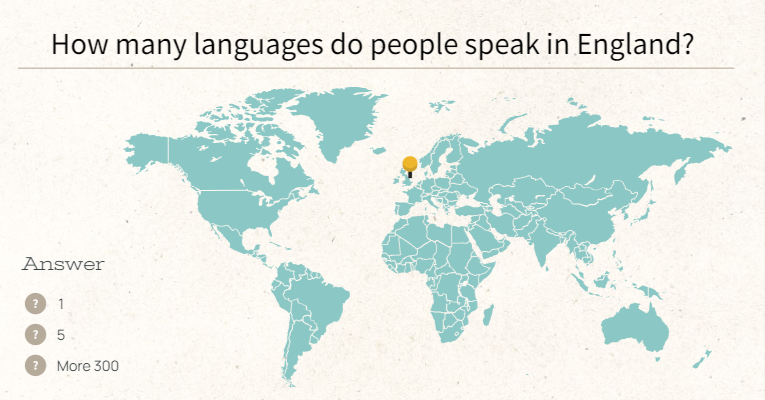 How many languages do people speak in England?
Answer
? 1
? 5
? More 300